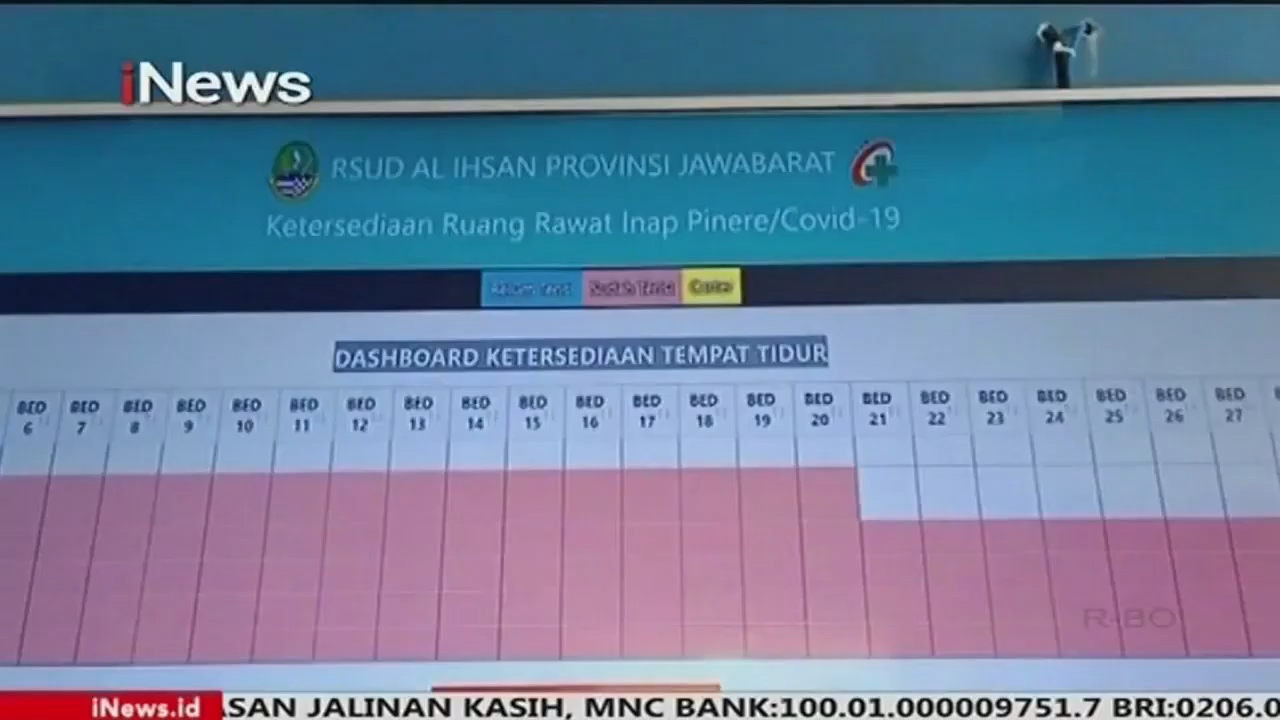 iNews
RSUD AL IHSAN PROVINSI JAWABARAT
Ketersediaan Ruang Rawat Inap Pinere/Covid-19
DASHBOARD KETERSEDIAAN TEMPAT TIDUR
BED BED BED BED BED BED BED BED BED BED BED BED BED BED BED BED BED BED BED BED BED BED
6 7 8 9 10 11 12 13 14 15 16 17 18 19 20 21 22 23 24 25 26 27
R-80
iNews.id ASAN JALINAN KASIH, MNC BANK:100.01.000009751.7 BRI:0206.0